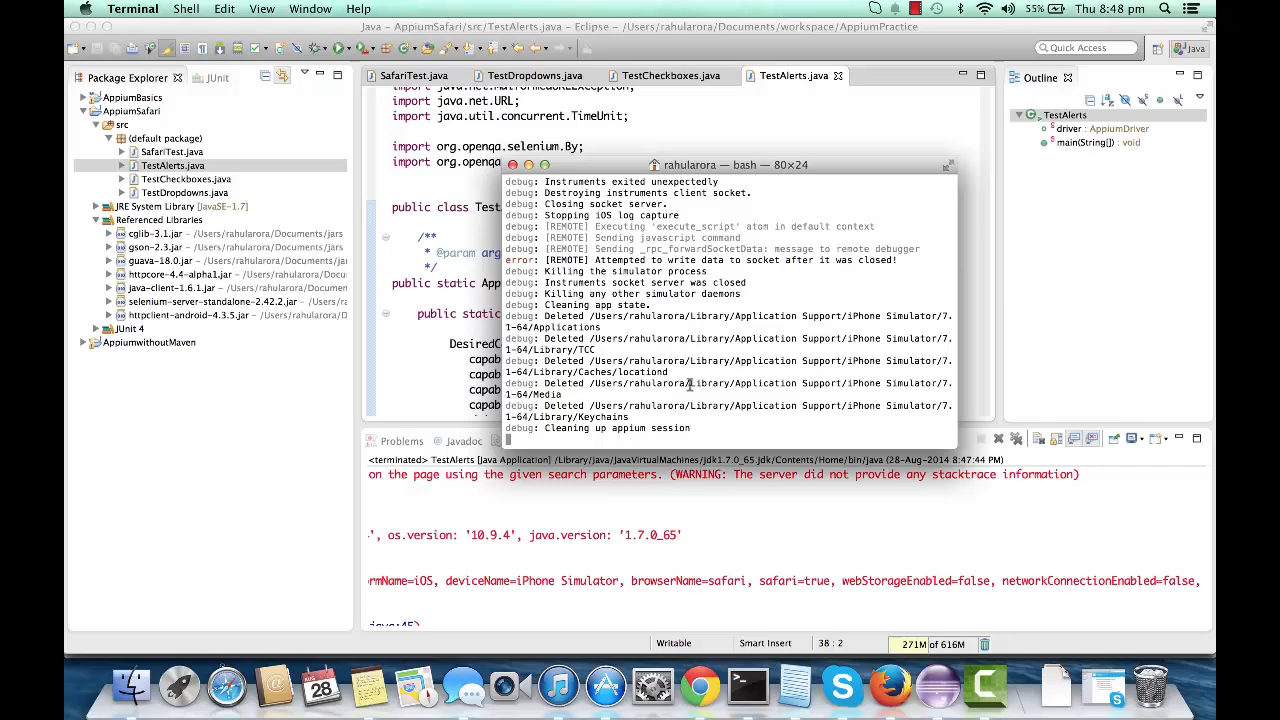 Terminal Shell Edit View Window Help 55% Thu 8:48 pm
Java – AppiumSafari/src/TestAlerts.java – Eclipse – /Users/rahularora/Documents/workspace/AppiumPractice
Quick Access Java
Package Explorer JUnit
AppiumBasics
AppiumSafari
src
(default package)
SafariTest.java
TestAlerts.java
TestCheckboxes.java
TestDropdowns.java
JRE System Library [JavaSE-1.7]
Referenced Libraries
cglib-3.1.jar - /Users/rahularora/Documents/jars
gson-2.3.jar - /Users/rahularora/Documents/jars
guava-18.0.jar - /Users/rahularora/Documents/jar
httpcore-4.4-alpha1.jar - /Users/rahularora/Docu
java-client-1.6.1.jar - /Users/rahularora/Docume
selenium-server-standalone-2.42.2.jar - /Users/r
httpclient-android-4.3.5.jar - /Users/rahularora/D
JUnit 4
AppiumwithoutMaven
SafariTest.java TestDropdowns.java TestCheckboxes.java TestAlerts.java
import java.net.MalformedURLException;
import java.net.URL;
import java.util.concurrent.TimeUnit;
import org.openqa.selenium.By;
import org.openqa
public class Test
/**
* @param arg
*/
public static App
public static
DesiredC
capab
capab
capab
capab
rahularora — bash — 80×24
debug: Instruments exited unexpectedly
debug: Destroying instruments client socket.
debug: Closing socket server.
debug: Stopping iOS log capture
debug: [REMOTE] Executing 'execute_script' atom in default context
debug: [REMOTE] Sending javascript command
debug: [REMOTE] Sending _rpc_forwardSocketData: message to remote debugger
error: [REMOTE] Attempted to write data to socket after it was closed!
debug: Killing the simulator process
debug: Instruments socket server was closed
debug: Killing any other simulator daemons
debug: Cleaning app state.
debug: Deleted /Users/rahularora/Library/Application Support/iPhone Simulator/7.
1-64/Applications
debug: Deleted /Users/rahularora/Library/Application Support/iPhone Simulator/7.
1-64/Library/TCC
debug: Deleted /Users/rahularora/Library/Application Support/iPhone Simulator/7.
1-64/Library/Caches/locationd
debug: Deleted /Users/rahularora/Library/Application Support/iPhone Simulator/7.
1-64/Media
debug: Deleted /Users/rahularora/Library/Application Support/iPhone Simulator/7.
1-64/Library/Keychains
debug: Cleaning up appium session
Outline
TestAlerts
driver : AppiumDriver
main(String[]) : void
Problems Javadoc
<terminated> TestAlerts [Java Application] /Library/Java/JavaVirtualMachines/jdk1.7.0_65.jdk/Contents/Home/bin/java (28-Aug-2014 8:47:44 PM)
on the page using the given search parameters. (WARNING: The server did not provide any stacktrace information)
', os.version: '10.9.4', java.version: '1.7.0_65'
rmName=iOS, deviceName=iPhone Simulator, browserName=safari, safari=true, webStorageEnabled=false, networkConnectionEnabled=false,
java:45)
Writable Smart Insert 38 : 2 271M of 616M
AUG
28